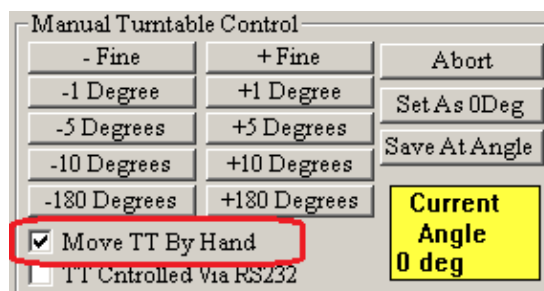 Manual Turntable Control
- Fine
+ Fine
Abort
-1 Degree
+1 Degree
Set As 0Deg
-5 Degrees
+5 Degrees
Save At Angle
-10 Degrees
+10 Degrees
-180 Degrees
+180 Degrees
Current
Angle
0 deg
Move TT By Hand
TT Cntrolled Via RS232